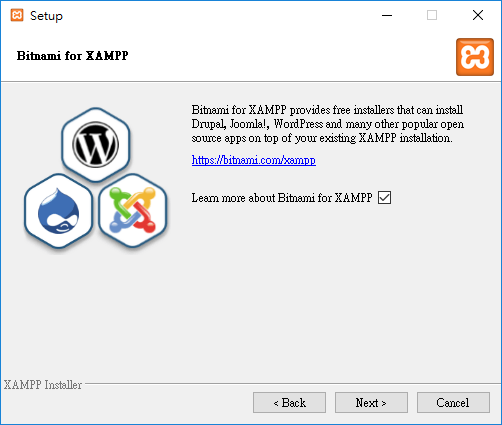 Setup
Bitnami for XAMPP
Bitnami for XAMPP provides free installers that can install
Drupal, Joomla!, WordPress and many other popular open
source apps on top of your existing XAMPP installation.
https://bitnami.com/xampp
Learn more about Bitnami for XAMPP
XAMPP Installer
< Back
Next >
Cancel